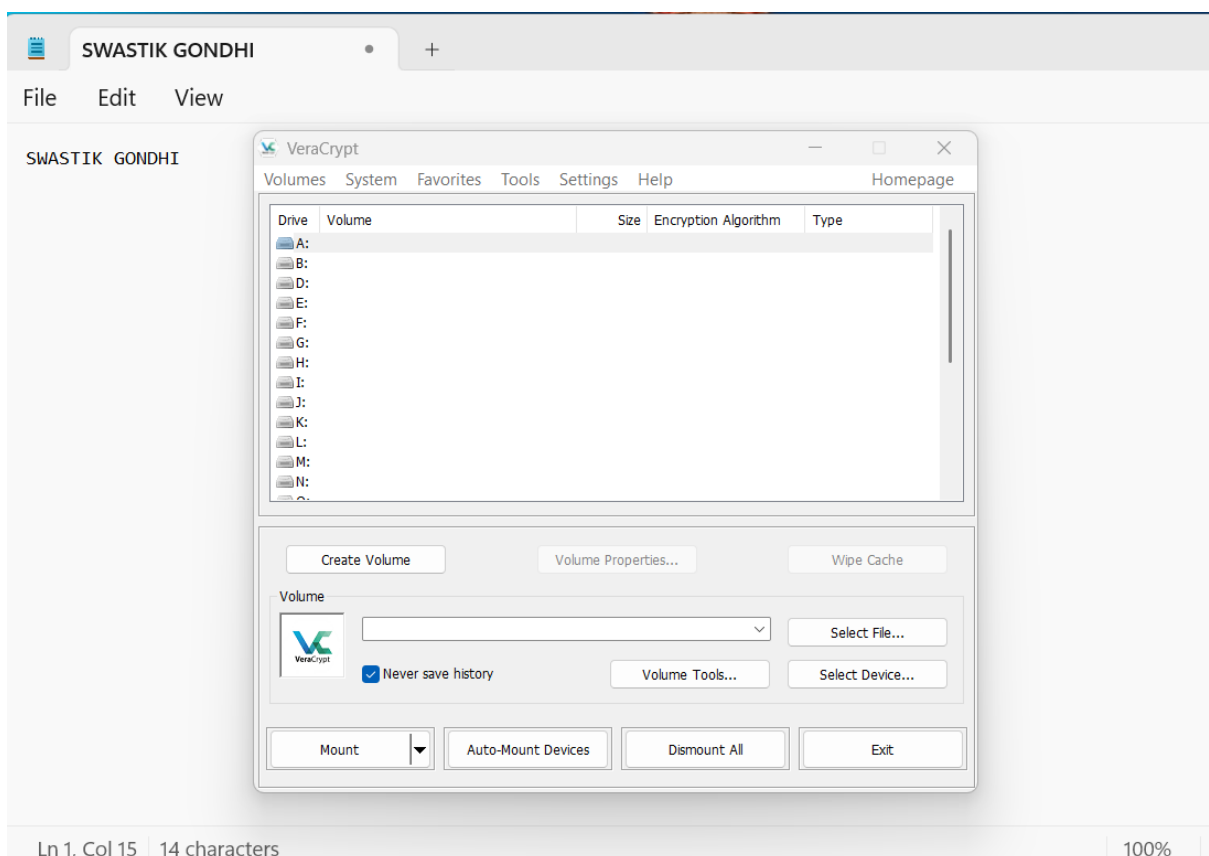 SWASTIK GONDHI
File Edit View
SWASTIK GONDHI
VeraCrypt
Volumes System Favorites Tools Settings Help Homepage
Drive Volume Size Encryption Algorithm Type
A:
B:
D:
E:
F:
G:
H:
I:
J:
K:
L:
M:
N:
Create Volume Volume Properties... Wipe Cache
Volume
VeraCrypt
Select File...
Never save history Volume Tools... Select Device...
Mount Auto-Mount Devices Dismount All Exit
Ln 1, Col 15 14 characters 100%